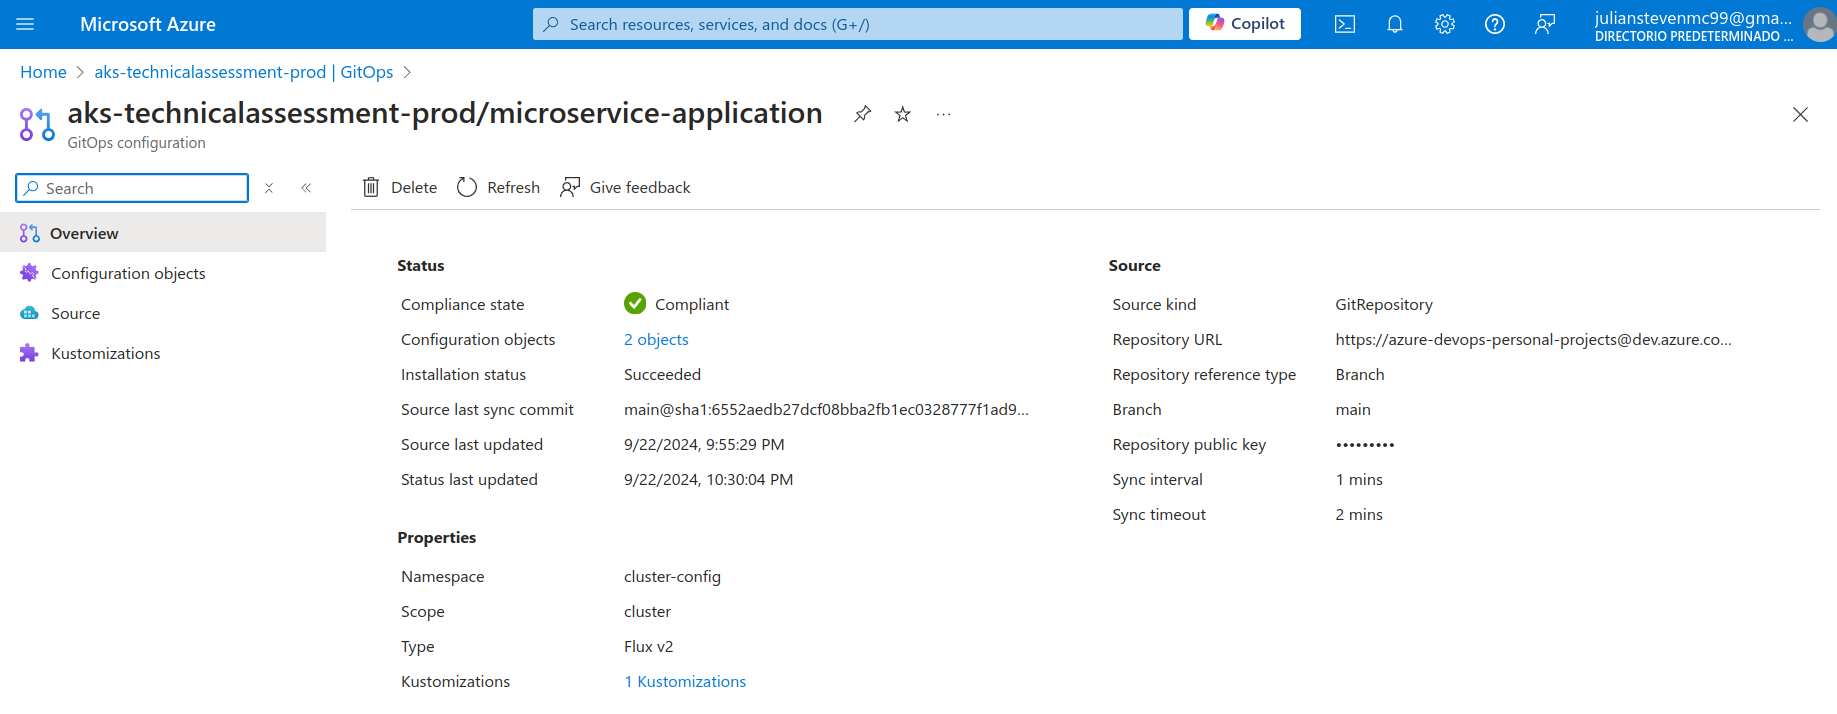 Microsoft Azure
Search resources, services, and docs (G+/)
Copilot
julianstevenmc99@gma...
DIRECTORIO PREDETERMINADO ...
Home > aks-technicalassessment-prod | GitOps >
aks-technicalassessment-prod/microservice-application
GitOps configuration
Search
Delete
Refresh
Give feedback
Overview
Configuration objects
Source
Kustomizations
Status
Compliance state Compliant
Configuration objects 2 objects
Installation status Succeeded
Source last sync commit main@sha1:6552aedb27dcf08bba2fb1ec0328777f1ad9...
Source last updated 9/22/2024, 9:55:29 PM
Status last updated 9/22/2024, 10:30:04 PM
Properties
Namespace cluster-config
Scope cluster
Type Flux v2
Kustomizations 1 Kustomizations
Source
Source kind GitRepository
Repository URL https://azure-devops-personal-projects@dev.azure.co...
Repository reference type Branch
Branch main
Repository public key •••••••••
Sync interval 1 mins
Sync timeout 2 mins